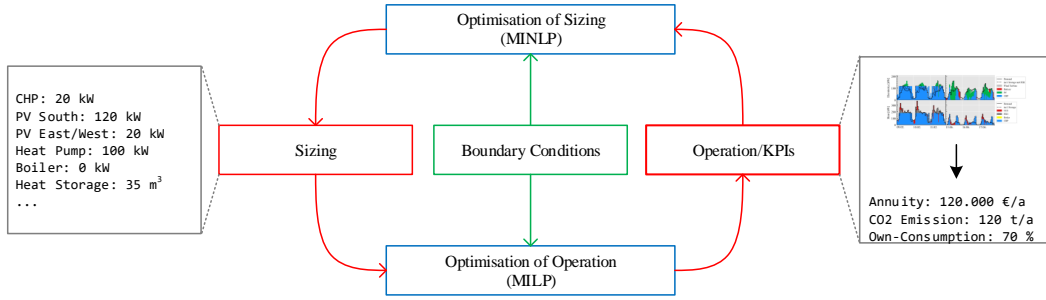 Optimisation of Sizing
(MINLP)
CHP: 20 kW
PV South: 120 kW
PV East/West: 20 kW
Heat Pump: 100 kW
Boiler: 0 kW
Heat Storage: 35 m³
...
Sizing
Boundary Conditions
Operation/KPIs
Annuity: 120.000 €/a
CO2 Emission: 120 t/a
Own-Consumption: 70 %
Optimisation of Operation
(MILP)